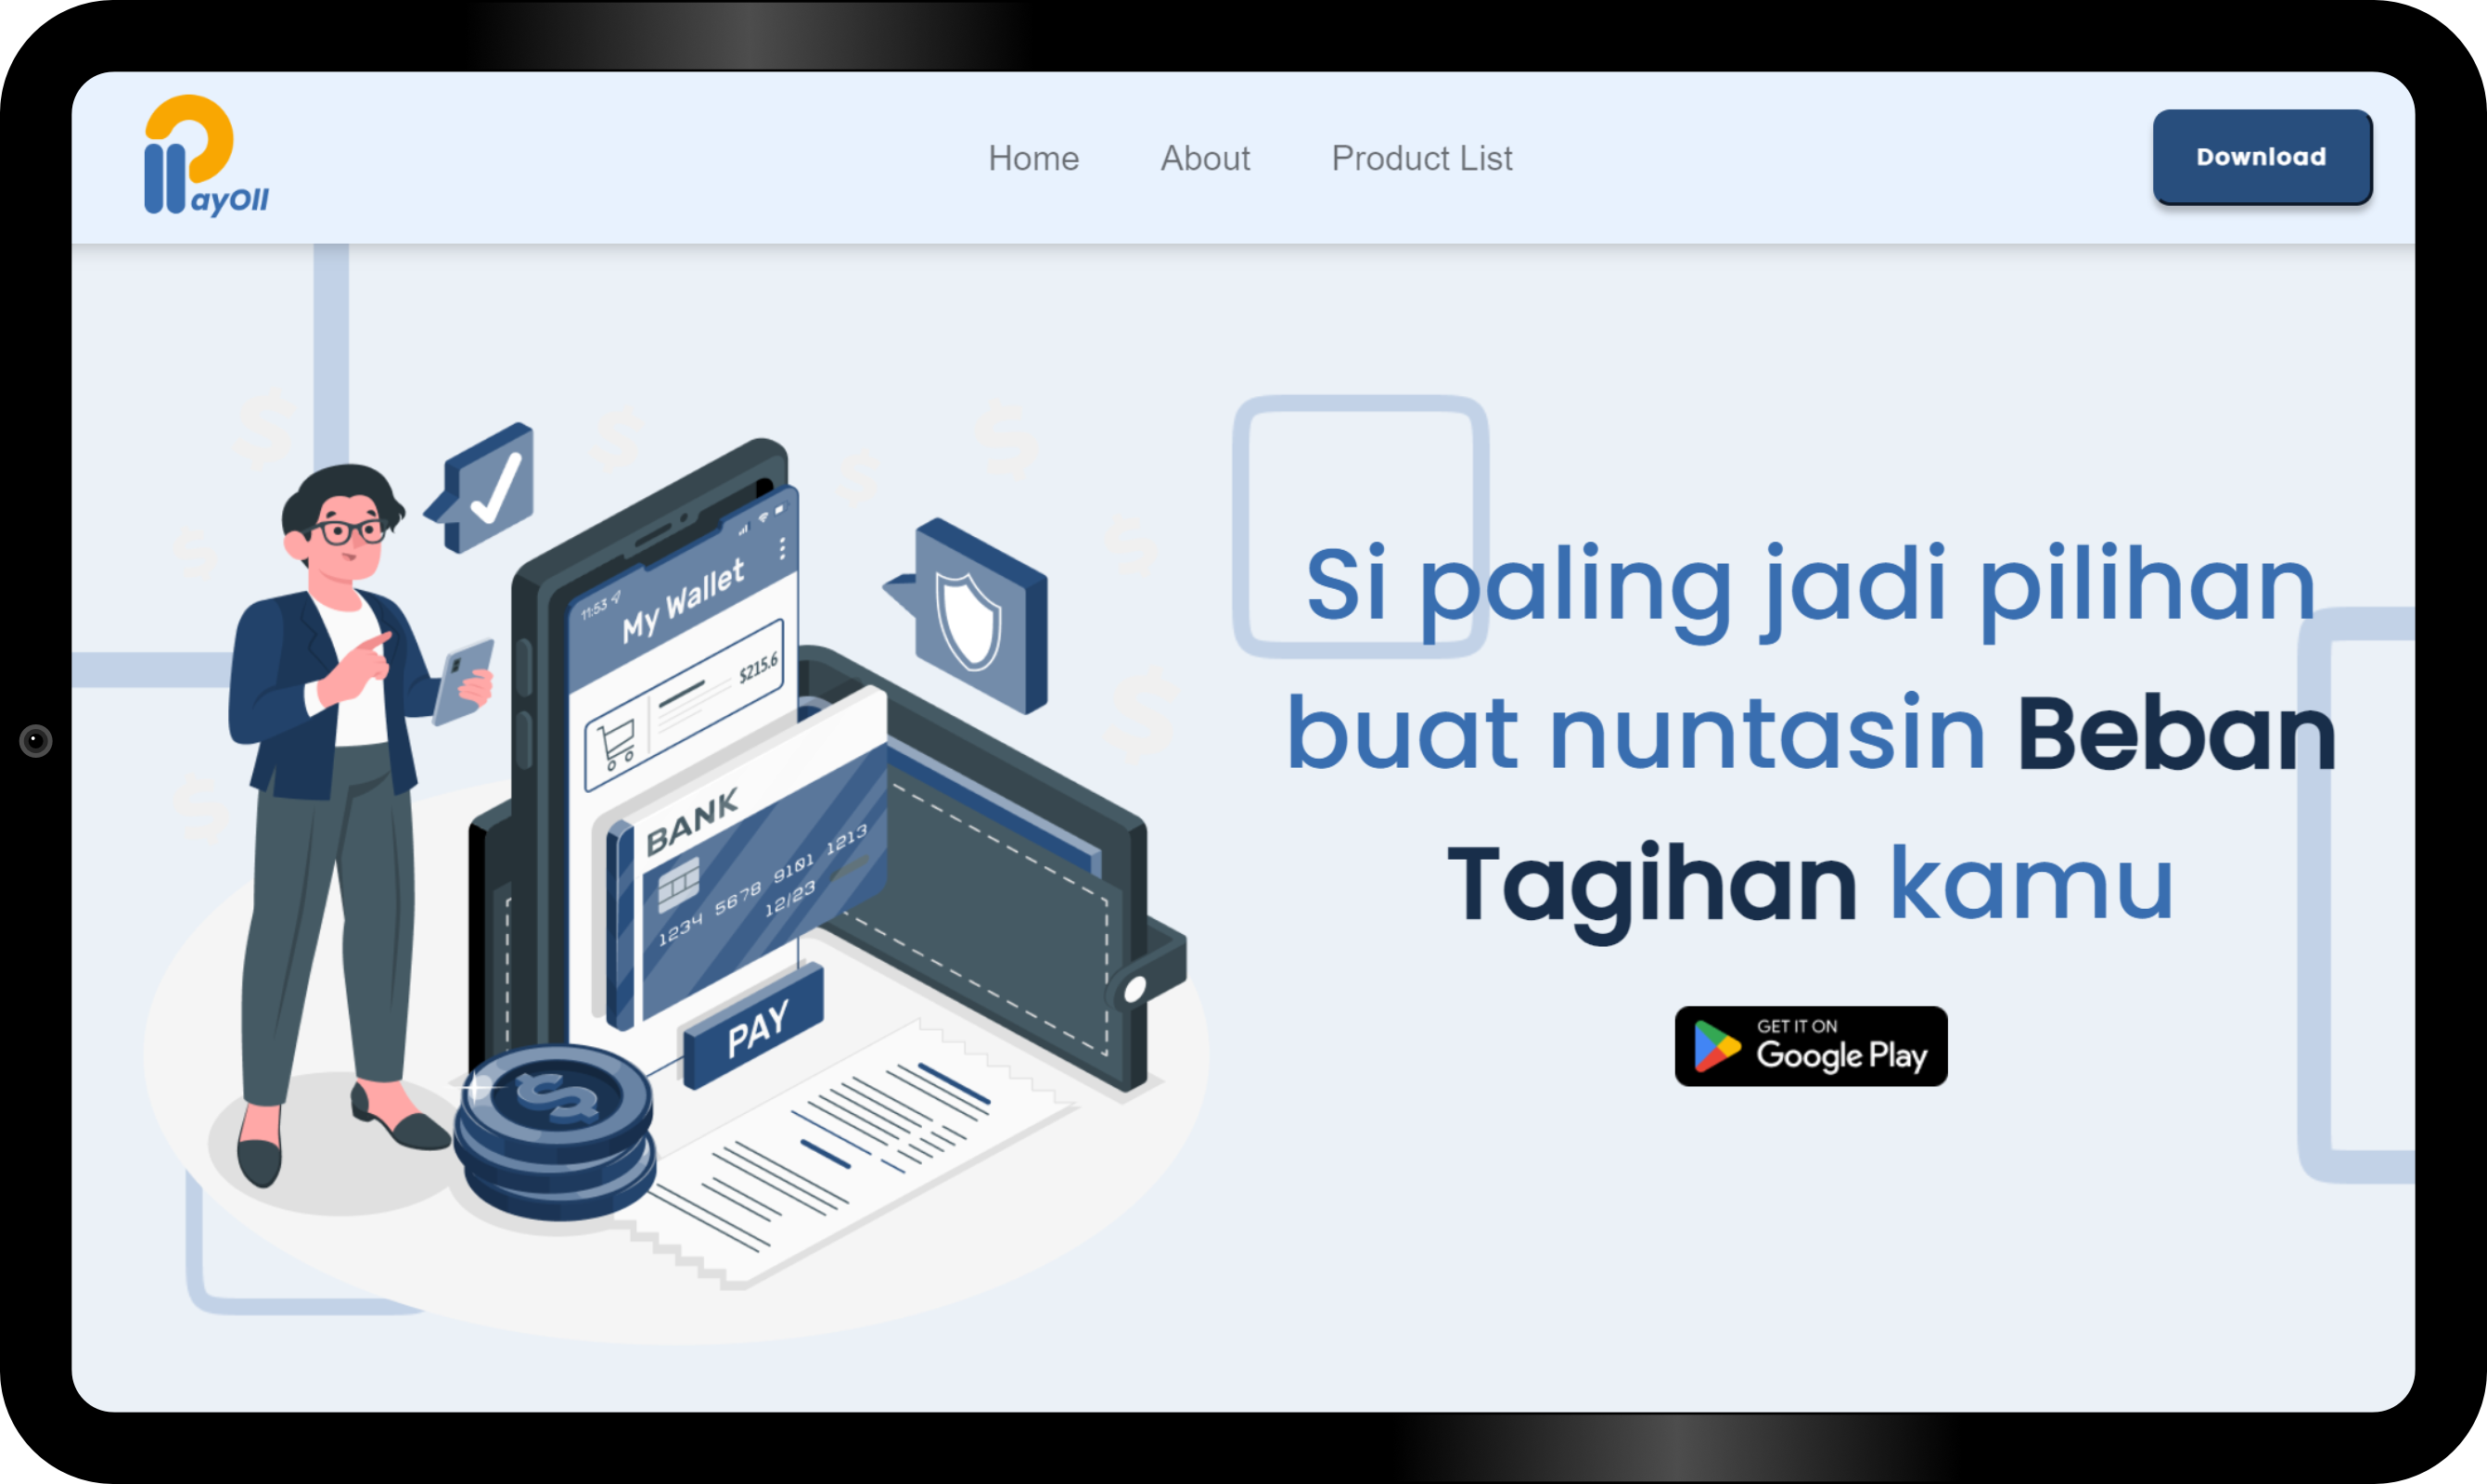 PayOll
Home
About
Product List
Download
11:53
My Wallet
$215.6
BANK
1234 5678 9101 1213
12/23
PAY
$
Si paling jadi pilihan
buat nuntasin Beban
Tagihan kamu
GET IT ON
Google Play